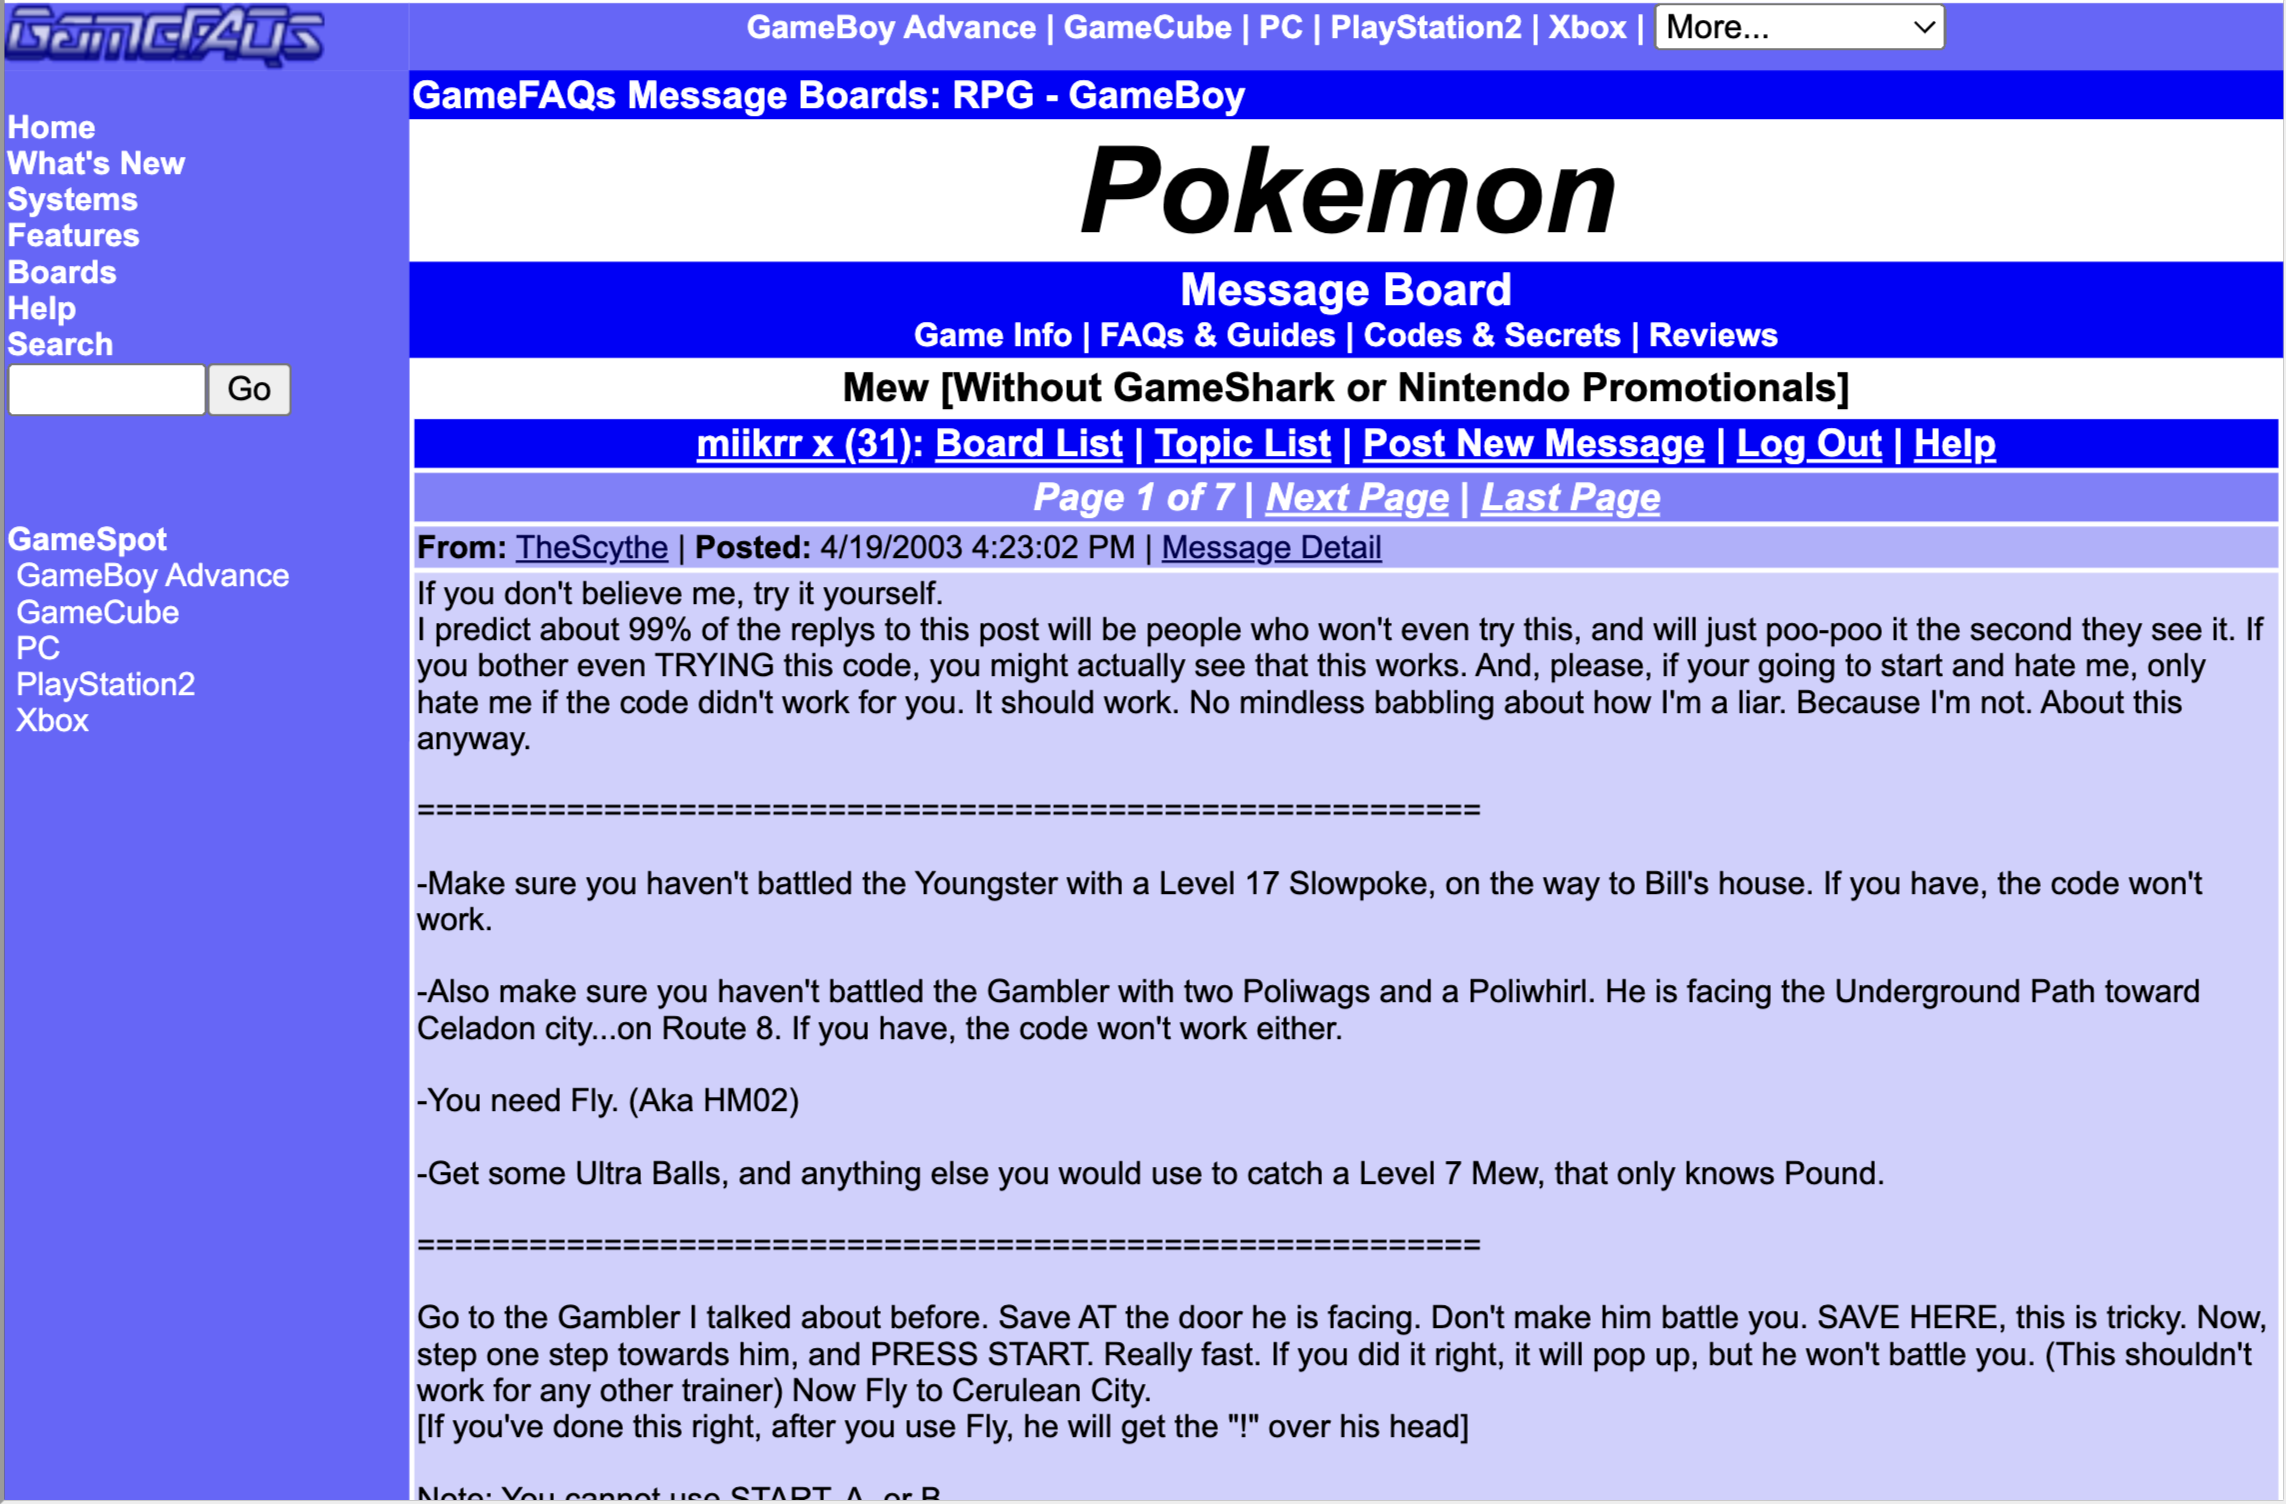 GameFAQs
GameBoy Advance | GameCube | PC | PlayStation2 | Xbox | More...
GameFAQs Message Boards: RPG - GameBoy
Home
What's New
Systems
Features
Boards
Help
Search
Go
GameSpot
GameBoy Advance
GameCube
PC
PlayStation2
Xbox
Pokemon
Message Board
Game Info | FAQs & Guides | Codes & Secrets | Reviews
Mew [Without GameShark or Nintendo Promotionals]
miikrr x (31): Board List | Topic List | Post New Message | Log Out | Help
Page 1 of 7 | Next Page | Last Page
From: TheScythe | Posted: 4/19/2003 4:23:02 PM | Message Detail
If you don't believe me, try it yourself.
I predict about 99% of the replys to this post will be people who won't even try this, and will just poo-poo it the second they see it. If
you bother even TRYING this code, you might actually see that this works. And, please, if your going to start and hate me, only
hate me if the code didn't work for you. It should work. No mindless babbling about how I'm a liar. Because I'm not. About this
anyway.
=========================================================
-Make sure you haven't battled the Youngster with a Level 17 Slowpoke, on the way to Bill's house. If you have, the code won't
work.
-Also make sure you haven't battled the Gambler with two Poliwags and a Poliwhirl. He is facing the Underground Path toward
Celadon city...on Route 8. If you have, the code won't work either.
-You need Fly. (Aka HM02)
-Get some Ultra Balls, and anything else you would use to catch a Level 7 Mew, that only knows Pound.
=========================================================
Go to the Gambler I talked about before. Save AT the door he is facing. Don't make him battle you. SAVE HERE, this is tricky. Now,
step one step towards him, and PRESS START. Really fast. If you did it right, it will pop up, but he won't battle you. (This shouldn't
work for any other trainer) Now Fly to Cerulean City.
[If you've done this right, after you use Fly, he will get the "!" over his head]
Note: You cannot use START, A, or B